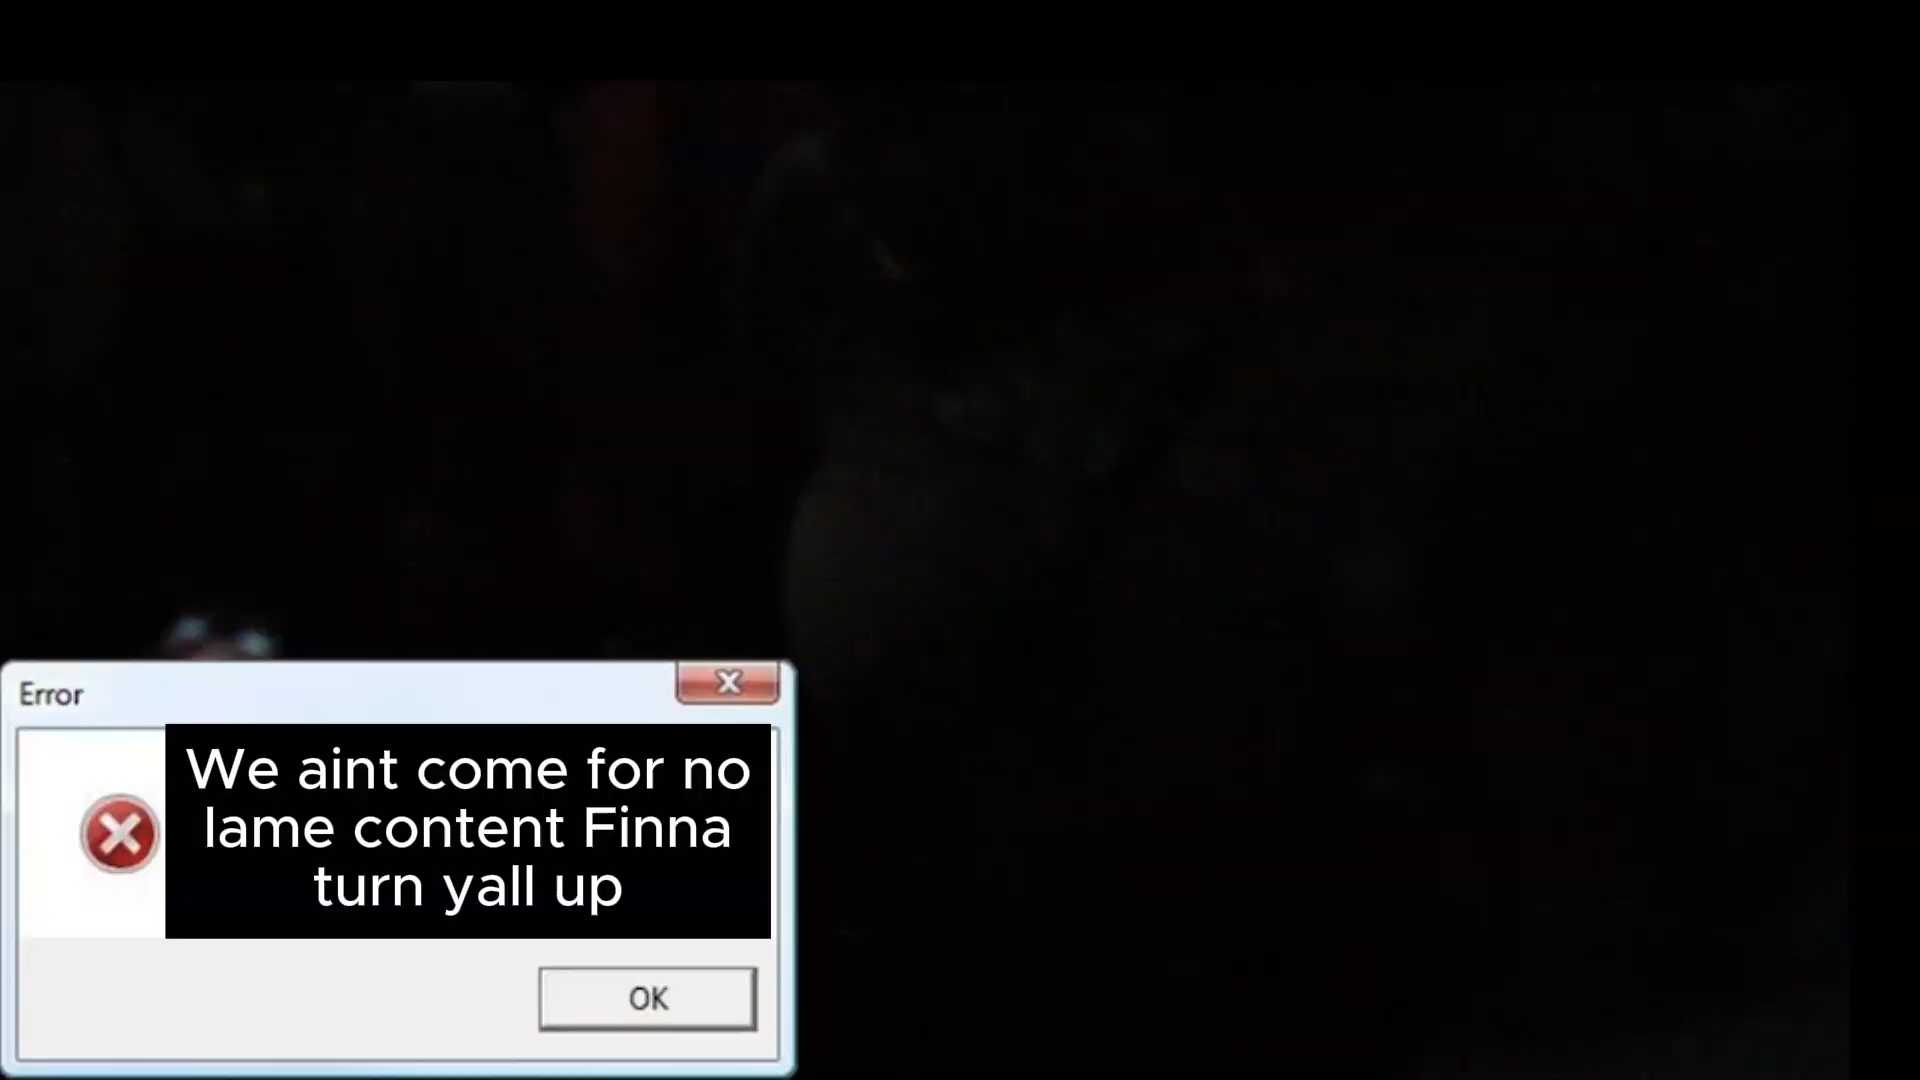 Error
We aint come for no
lame content Finna
turn yall up
OK